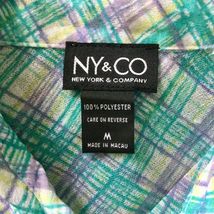 NY&CO
NEW YORK & COMPANY
100% POLYESTER
CARE ON REVERSE
M
MADE IN MACAU